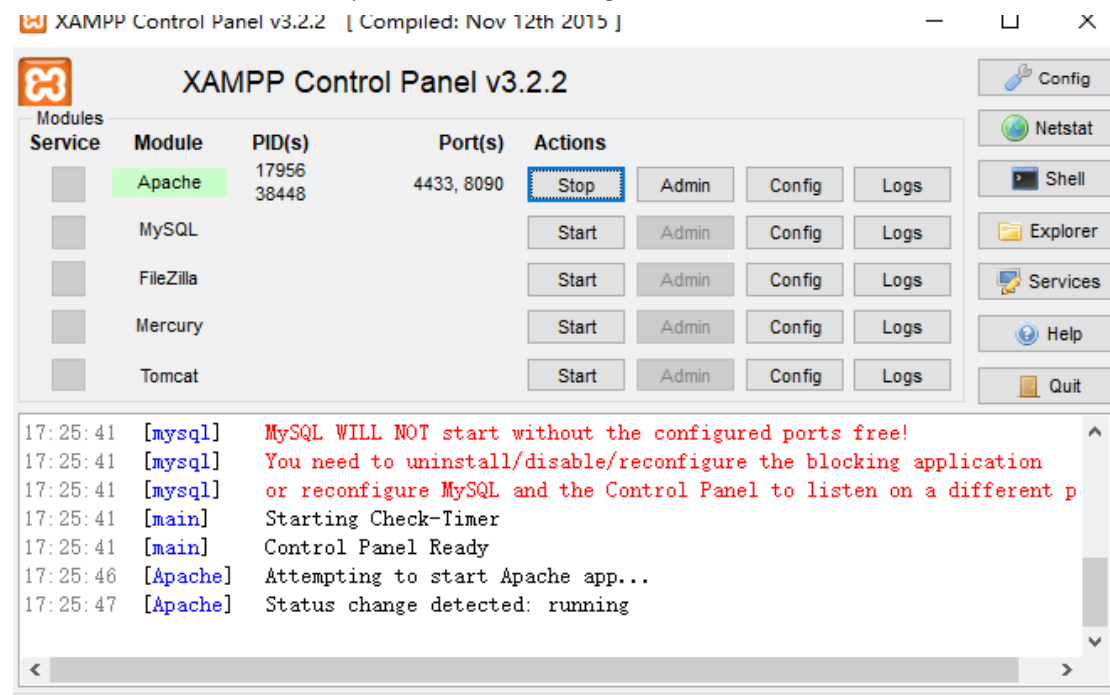 XAMPP Control Panel v3.2.2 [ Compiled: Nov 12th 2015 ]
XAMPP Control Panel v3.2.2
Config
Modules
Netstat
Service Module PID(s) Port(s) Actions
Apache 17956 4433, 8090 Stop Admin Config Logs
38448
Shell
MySQL Start Admin Config Logs
Explorer
FileZilla Start Admin Config Logs
Services
Mercury Start Admin Config Logs
Help
Tomcat Start Admin Config Logs
Quit
17:25:41 [mysql] MySQL WILL NOT start without the configured ports free!
17:25:41 [mysql] You need to uninstall/disable/reconfigure the blocking application
17:25:41 [mysql] or reconfigure MySQL and the Control Panel to listen on a different p
17:25:41 [main] Starting Check-Timer
17:25:41 [main] Control Panel Ready
17:25:46 [Apache] Attempting to start Apache app...
17:25:47 [Apache] Status change detected: running